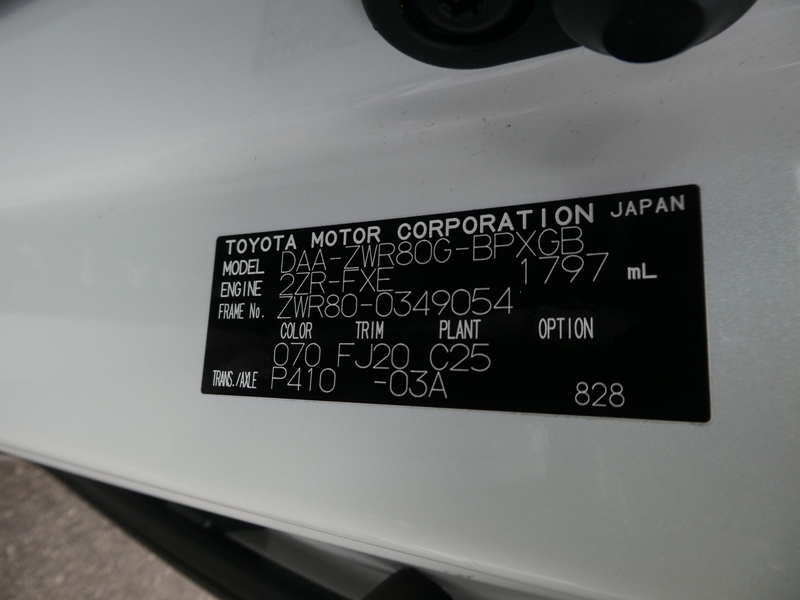 TOYOTA MOTOR CORPORATION JAPAN
MODEL DAA-ZWR80G-BPXGB
ENGINE 2ZR-FXE 1797 mL
FRAME No. ZWR80-0349054
COLOR TRIM PLANT OPTION
070 FJ20 C25
TRANS./AXLE P410 -03A 828